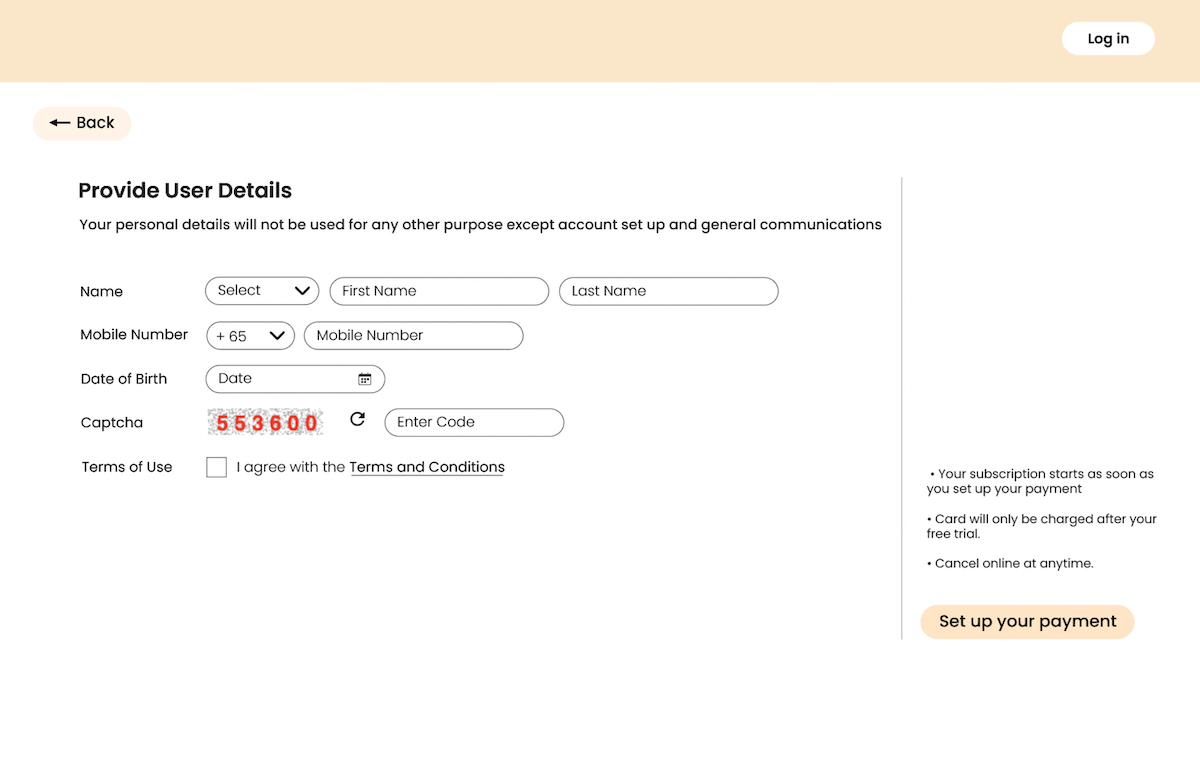 Log in
Back
Provide User Details
Your personal details will not be used for any other purpose except account set up and general communications
Name Select First Name Last Name
Mobile Number + 65 Mobile Number
Date of Birth Date
Captcha 553600 Enter Code
Terms of Use I agree with the Terms and Conditions
• Your subscription starts as soon as
you set up your payment
• Card will only be charged after your
free trial.
• Cancel online at anytime.
Set up your payment